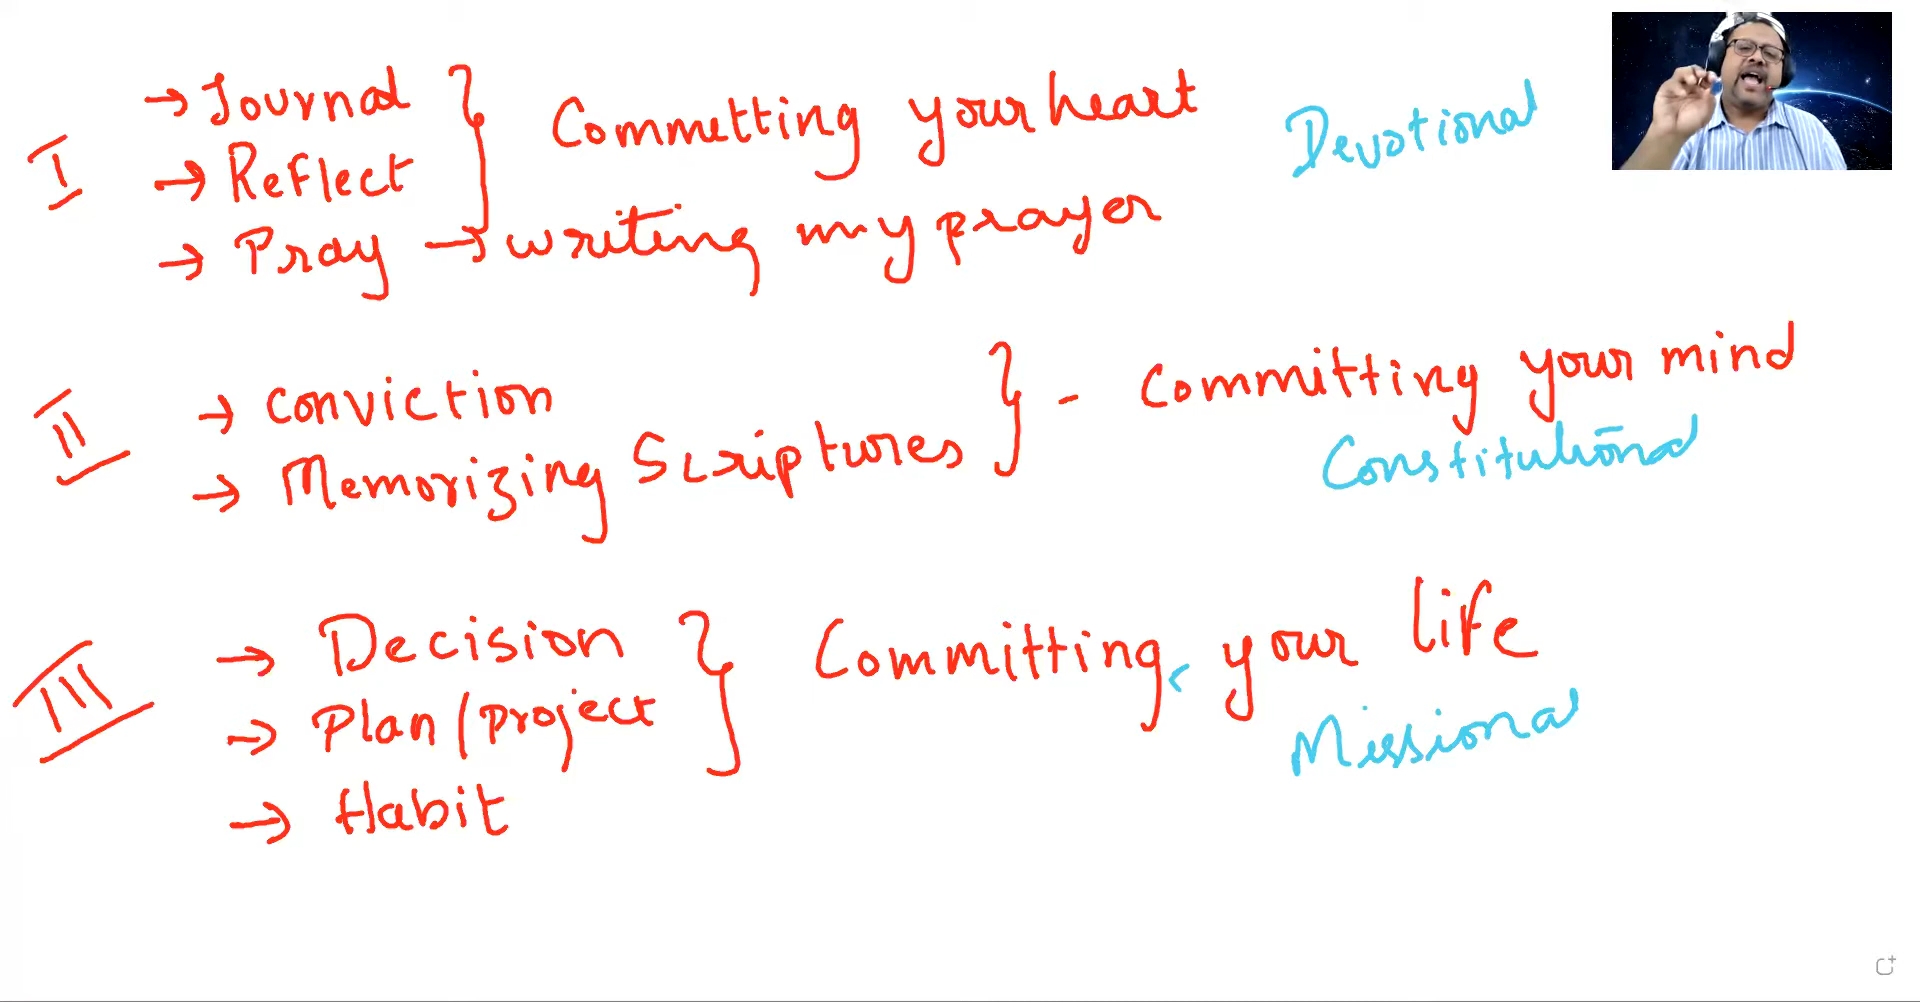 I
→ Journal } Commetting your heart
Devotional
→ Reflect
→ Pray → writing my prayer
II
→ Conviction } - Committing your mind
→ Memorizing Scriptures
Constitutional
III
→ Decision } Committing your life
→ Plan/Project
Missional
→ Habit